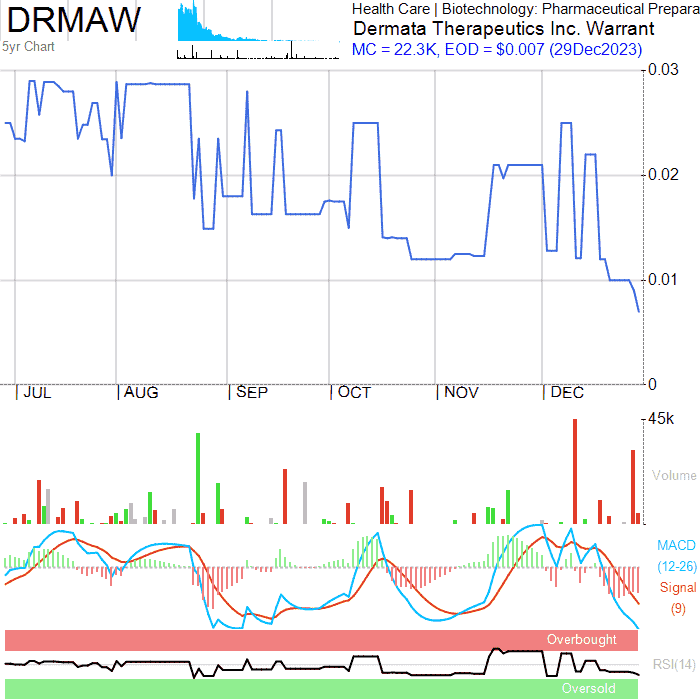 DRMAW
5yr Chart
Health Care | Biotechnology: Pharmaceutical Prepara
Dermata Therapeutics Inc. Warrant
MC = 22.3K, EOD = $0.007 (29Dec2023)
0.03
0.02
0.01
0
JUL AUG SEP OCT NOV DEC
45k
Volume
MACD
(12-26)
Signal
(9)
Overbought
RSI(14)
Oversold